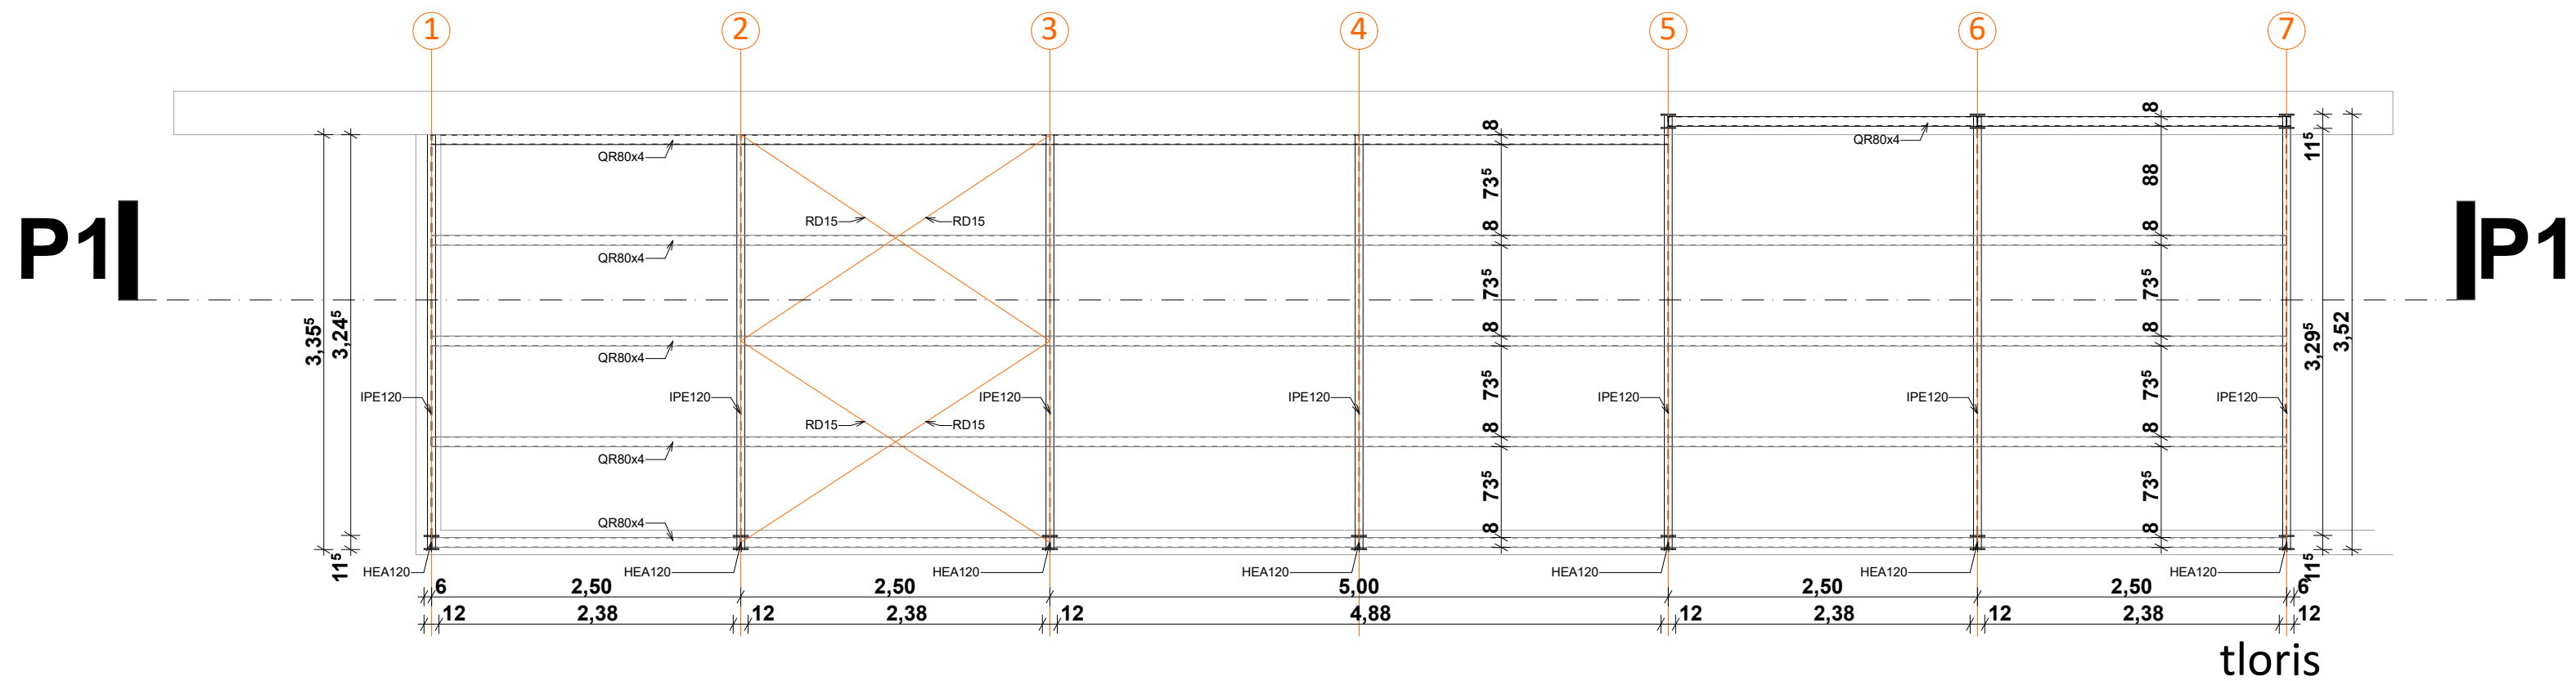 1 2 3 4 5 6 7
8
8
QR80x4
QR80x4
11⁵
11⁵
73⁵
88
P1
P1
RD15
RD15
8
8
QR80x4
73⁵
73⁵
3,35⁵
3,24⁵
8
8
3,29⁵
3,52
QR80x4
IPE120 IPE120 IPE120 IPE120 IPE120 IPE120 IPE120
73⁵
73⁵
RD15
RD15
8
8
QR80x4
73⁵
73⁵
QR80x4
8
8
11⁵
HEA120 HEA120 HEA120 HEA120 HEA120 HEA120 HEA120
6 2,50 2,50 5,00 2,50 2,50 6
12 2,38 12 2,38 12 4,88 12 2,38 12 2,38 12
tloris